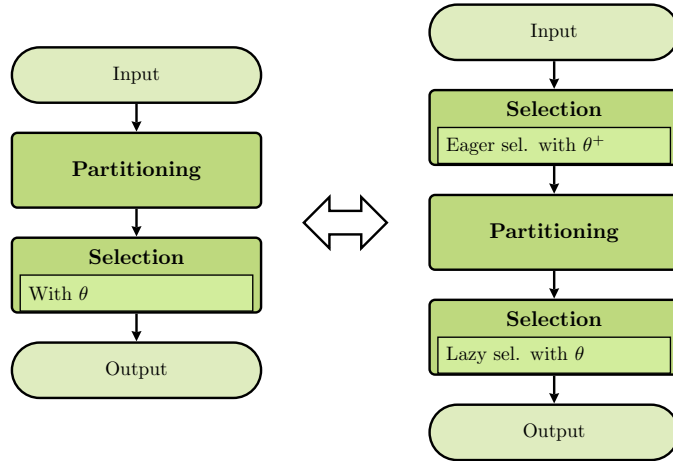 Input
Partitioning
Selection
With θ
Output
Input
Selection
Eager sel. with θ⁺
Partitioning
Selection
Lazy sel. with θ
Output